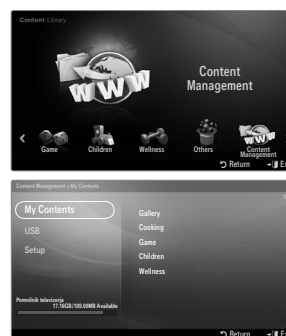 Content Library
WWW
Content
Management
Game
Children
Wellness
Others
Content
Management
Return
Content Management > My Contents
My Contents
USB
Setup
Gallery
Cooking
Game
Children
Wellness
Pomnilnik televizorja
17.16GB/189.00MB Available
Return